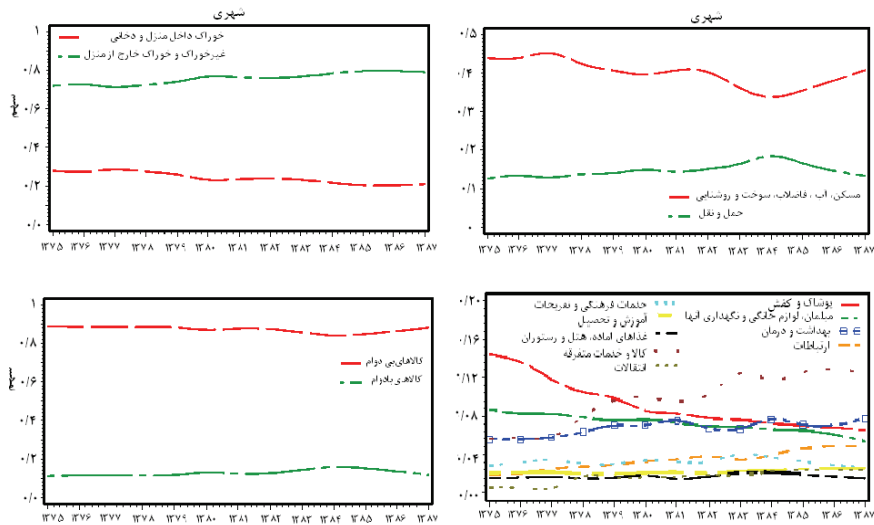 شهری
خوراک داخل منزل و دخانی
غیرخوراک و خوراک خارج از منزل
سهم
۱
۰/۸
۰/۶
۰/۴
۰/۲
۰/۰
۱۳۷۵ ۱۳۷۶ ۱۳۷۷ ۱۳۷۸ ۱۳۷۹ ۱۳۸۰ ۱۳۸۱ ۱۳۸۲ ۱۳۸۳ ۱۳۸۴ ۱۳۸۵ ۱۳۸۶ ۱۳۸۷
شهری
۰/۵
۰/۴
۰/۳
۰/۲
۰/۱
۰
مسکن، اب ، فاضلاب، سوخت و روشنایی
حمل و نقل
۱۳۷۵ ۱۳۷۶ ۱۳۷۷ ۱۳۷۸ ۱۳۷۹ ۱۳۸۰ ۱۳۸۱ ۱۳۸۲ ۱۳۸۳ ۱۳۸۴ ۱۳۸۵ ۱۳۸۶ ۱۳۸۷
۱
۰/۸
۰/۶
۰/۴
۰/۲
۰/۰
سهم
کالاهای بی دوام
کالاهای بادوام
۱۳۷۵ ۱۳۷۶ ۱۳۷۷ ۱۳۷۸ ۱۳۷۹ ۱۳۸۰ ۱۳۸۱ ۱۳۸۲ ۱۳۸۳ ۱۳۸۴ ۱۳۸۵ ۱۳۸۶ ۱۳۸۷
۰/۲۰
۰/۱۶
۰/۱۲
۰/۰۸
۰/۰۴
۰/۰۰
پوشاک و کفش
مبلمان، لوازم خانگی و نگهداری آنها
بهداشت و درمان
ارتباطات
خدمات فرهنگی و تفریحات
آموزش و تحصیل
غذاهای اماده، هتل و رستوران
کالا و خدمات متفرقه
انتقالات
۱۳۷۵ ۱۳۷۶ ۱۳۷۷ ۱۳۷۸ ۱۳۷۹ ۱۳۸۰ ۱۳۸۱ ۱۳۸۲ ۱۳۸۳ ۱۳۸۴ ۱۳۸۵ ۱۳۸۶ ۱۳۸۷